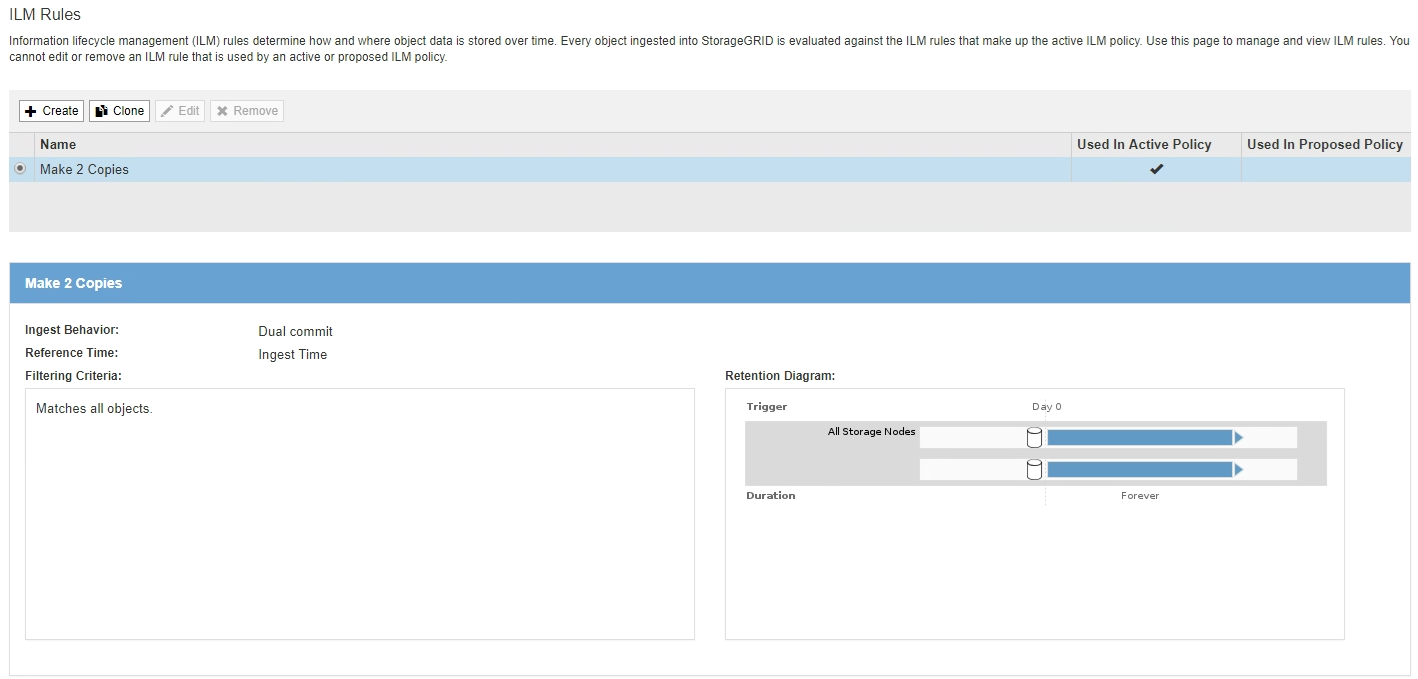 ILM Rules
Information lifecycle management (ILM) rules determine how and where object data is stored over time. Every object ingested into StorageGRID is evaluated against the ILM rules that make up the active ILM policy. Use this page to manage and view ILM rules. You
cannot edit or remove an ILM rule that is used by an active or proposed ILM policy.
Create Clone Edit Remove
Name Used In Active Policy Used In Proposed Policy
Make 2 Copies
Make 2 Copies
Ingest Behavior: Dual commit
Reference Time: Ingest Time
Filtering Criteria:
Matches all objects.
Retention Diagram:
Trigger Day 0
All Storage Nodes
Duration Forever